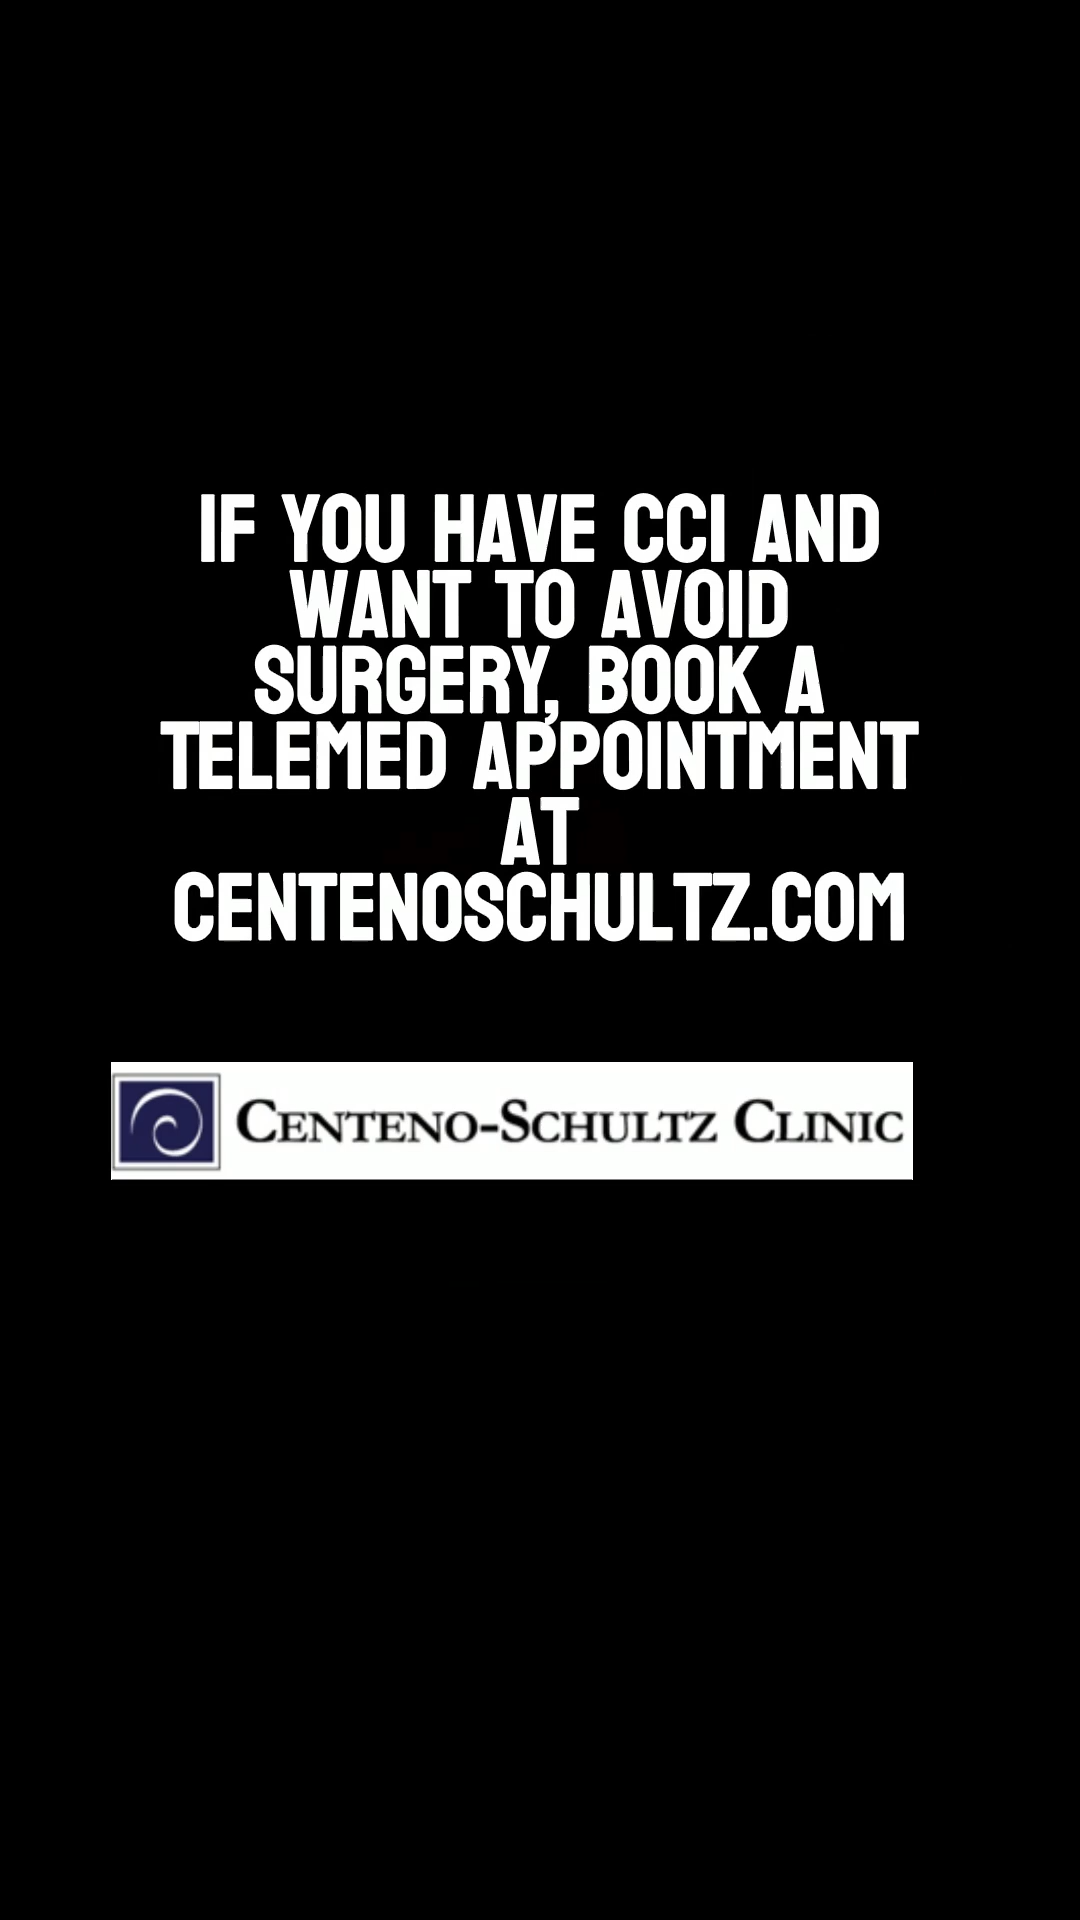 IF YOU HAVE CCI AND
WANT TO AVOID
SURGERY, BOOK A
TELEMED APPOINTMENT
AT
CENTENOSCHULTZ.COM
CENTENO-SCHULTZ CLINIC